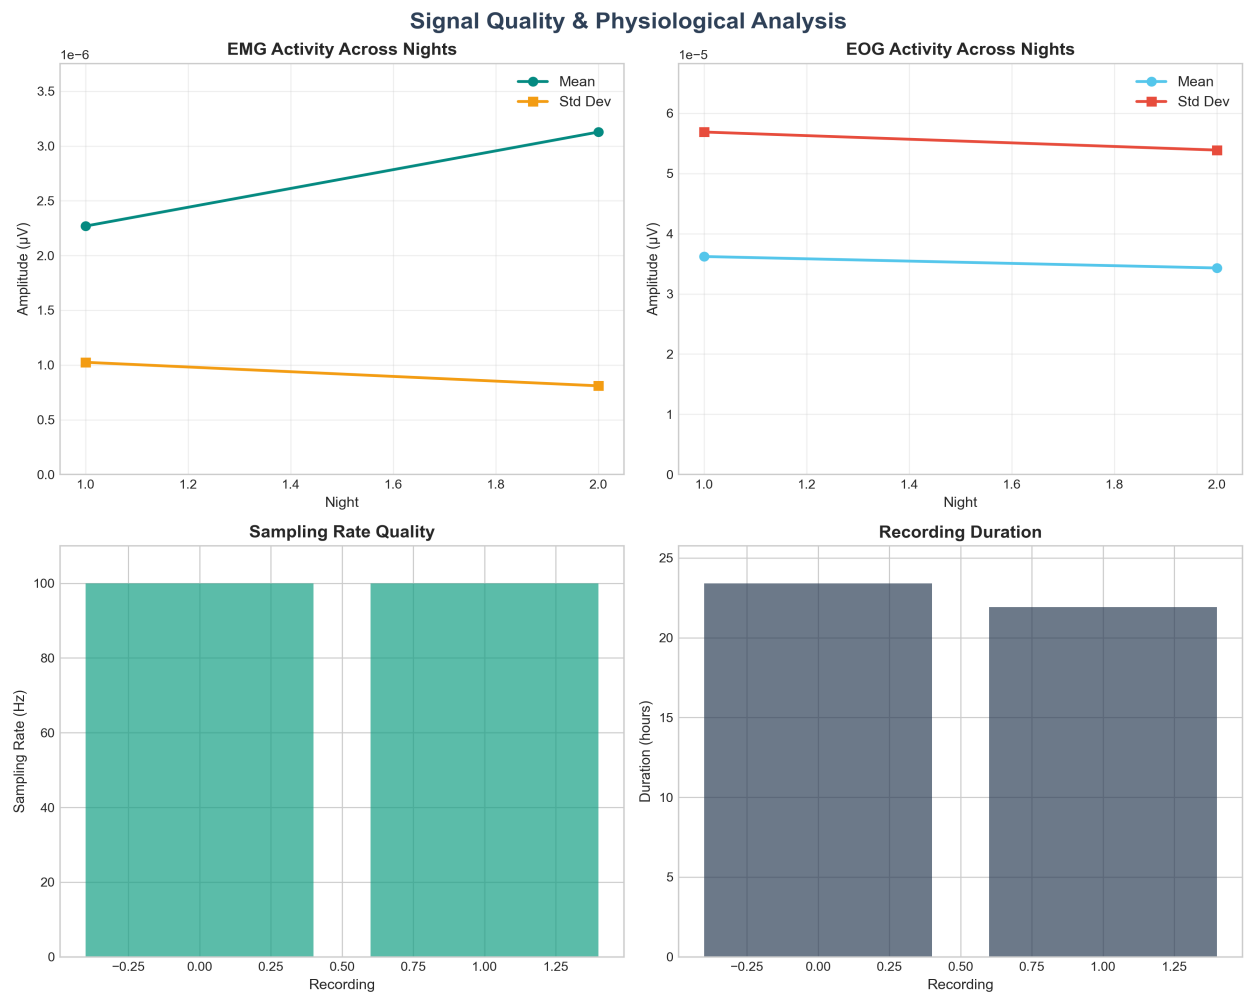 Signal Quality & Physiological Analysis
EMG Activity Across Nights
1e−6
Mean
Std Dev
3.5
3.0
2.5
2.0
1.5
1.0
0.5
0.0
Amplitude (μV)
1.0 1.2 1.4 1.6 1.8 2.0
Night
EOG Activity Across Nights
1e−5
Mean
Std Dev
6
5
4
3
2
1
0
Amplitude (μV)
1.0 1.2 1.4 1.6 1.8 2.0
Night
Sampling Rate Quality
100
80
60
40
20
0
Sampling Rate (Hz)
−0.25 0.00 0.25 0.50 0.75 1.00 1.25
Recording
Recording Duration
25
20
15
10
5
0
Duration (hours)
−0.25 0.00 0.25 0.50 0.75 1.00 1.25
Recording